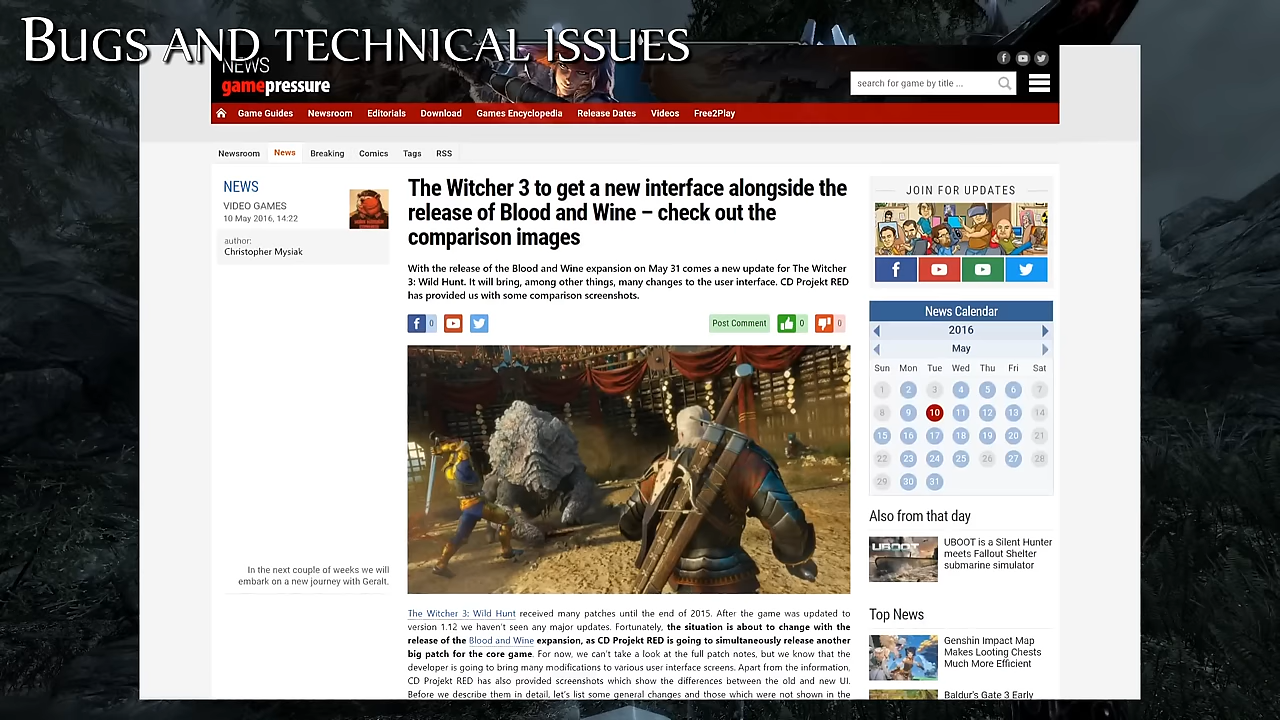 BUGS AND TECHNICAL ISSUES
NEWS
gamepressure
search for game by title ...
Game Guides Newsroom Editorials Download Games Encyclopedia Release Dates Videos Free2Play
Newsroom News Breaking Comics Tags RSS
NEWS
VIDEO GAMES
10 May 2016, 14:22
author:
Christopher Mysiak
The Witcher 3 to get a new interface alongside the
release of Blood and Wine – check out the
comparison images
With the release of the Blood and Wine expansion on May 31 comes a new update for The Witcher
3: Wild Hunt. It will bring, among other things, many changes to the user interface. CD Projekt RED
has provided us with some comparison screenshots.
0
Post Comment 0 0
In the next couple of weeks we will
embark on a new journey with Geralt.
The Witcher 3: Wild Hunt received many patches until the end of 2015. After the game was updated to
version 1.12 we haven't seen any major updates. Fortunately, the situation is about to change with the
release of the Blood and Wine expansion, as CD Projekt RED is going to simultaneously release another
big patch for the core game. For now, we can't take a look at the full patch notes, but we know that the
developer is going to bring many modifications to various user interface screens. Apart from the information,
CD Projekt RED has also provided screenshots which show the differences between the old and new UI.
Before we describe them in detail, let's list some general changes and those which were not shown in the
JOIN FOR UPDATES
News Calendar
2016
May
Sun Mon Tue Wed Thu Fri Sat
1 2 3 4 5 6 7
8 9 10 11 12 13 14
15 16 17 18 19 20 21
22 23 24 25 26 27 28
29 30 31
Also from that day
UBOOT
UBOOT is a Silent Hunter
meets Fallout Shelter
submarine simulator
Top News
Genshin Impact Map
Makes Looting Chests
Much More Efficient
Baldur's Gate 3 Early